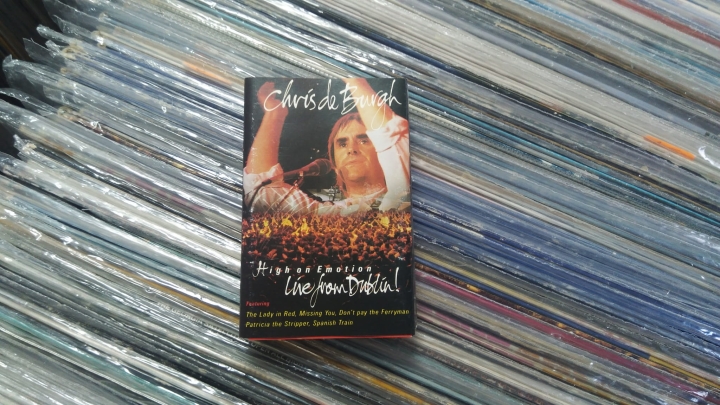 Chris de Burgh
High on Emotion
Live from Dublin!
Featuring
The Lady in Red, Missing You, Don't pay the Ferryman
Patricia the Stripper, Spanish Train